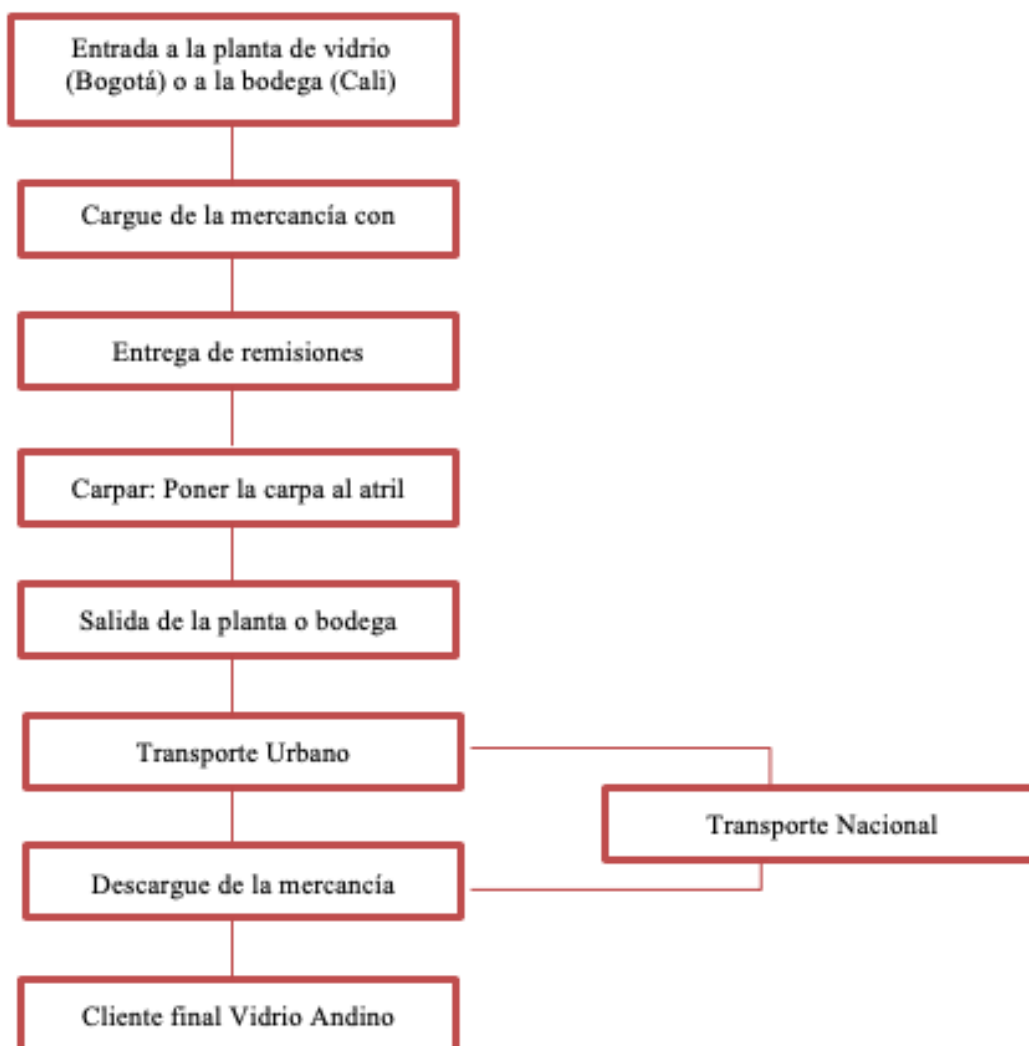 Entrada a la planta de vidrio
(Bogotá) o a la bodega (Cali)
Cargue de la mercancía con
Entrega de remisiones
Carpar: Poner la carpa al atril
Salida de la planta o bodega
Transporte Urbano
Transporte Nacional
Descargue de la mercancía
Cliente final Vidrio Andino